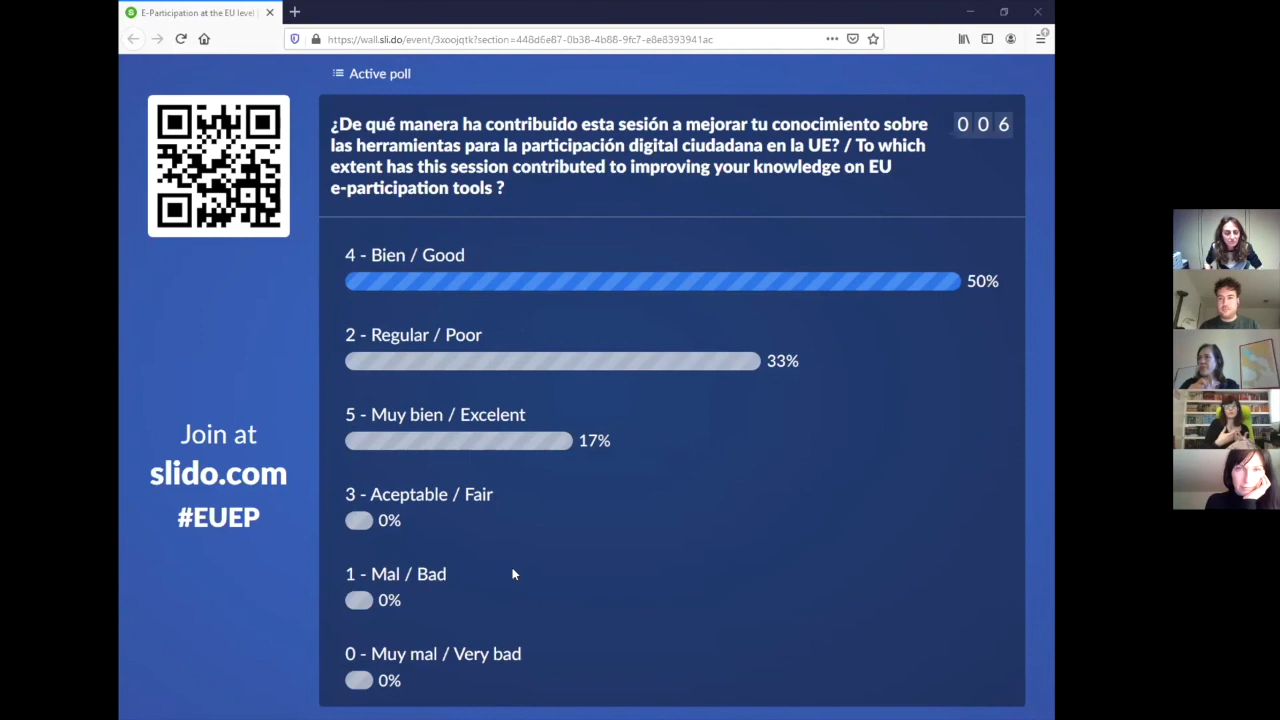 E-Participation at the EU level
https://wall.sli.do/event/3xoojqtk?section=448d6e87-0b38-4b88-9fc7-e8e8393941ac
Active poll
¿De qué manera ha contribuido esta sesión a mejorar tu conocimiento sobre
las herramientas para la participación digital ciudadana en la UE? / To which
extent has this session contributed to improving your knowledge on EU
e-participation tools ?
006
4 - Bien / Good
50%
2 - Regular / Poor
33%
5 - Muy bien / Excelent
17%
3 - Aceptable / Fair
0%
1 - Mal / Bad
0%
0 - Muy mal / Very bad
0%
Join at
slido.com
#EUEP